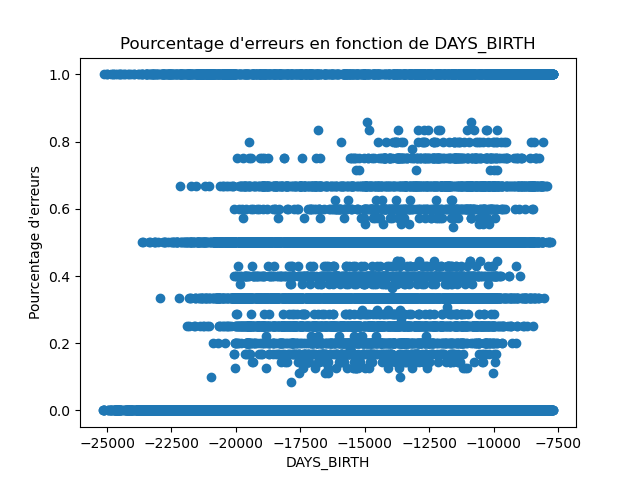 Pourcentage d'erreurs en fonction de DAYS_BIRTH
1.0
0.8
0.6
0.4
0.2
0.0
Pourcentage d'erreurs
−25000 −22500 −20000 −17500 −15000 −12500 −10000 −7500
DAYS_BIRTH